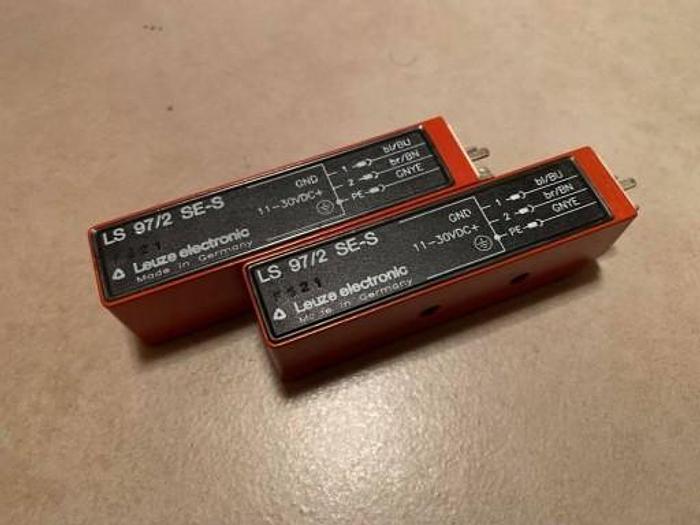 LS 97/2 SE-S
Leuze electronic
Made in Germany
GND
11-30VDC+
1 bl/BU
2 br/BN
PE GNYE
LS 97/2 SE-S
Leuze electronic
Made in Germany
GND
11-30VDC+
1 bl/BU
2 br/BN
PE GNYE